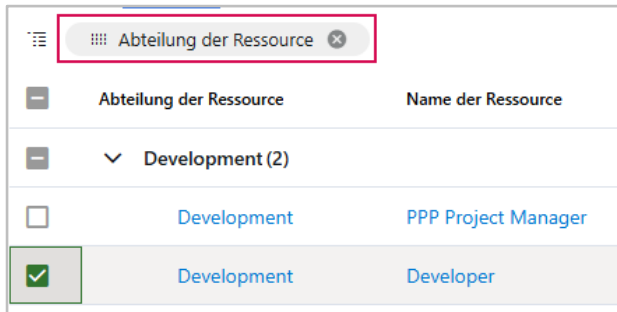 Abteilung der Ressource
Abteilung der Ressource Name der Ressource
Development (2)
Development PPP Project Manager
Development Developer